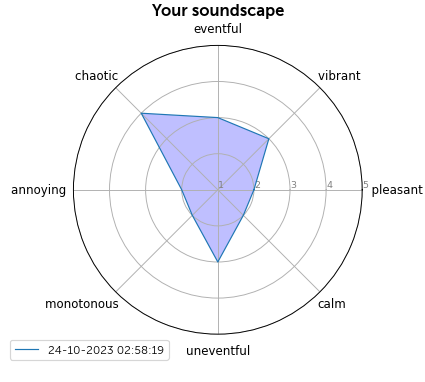 Your soundscape
eventful
chaotic
vibrant
annoying
1 2 3 4 5
pleasant
monotonous
calm
uneventful
24-10-2023 02:58:19